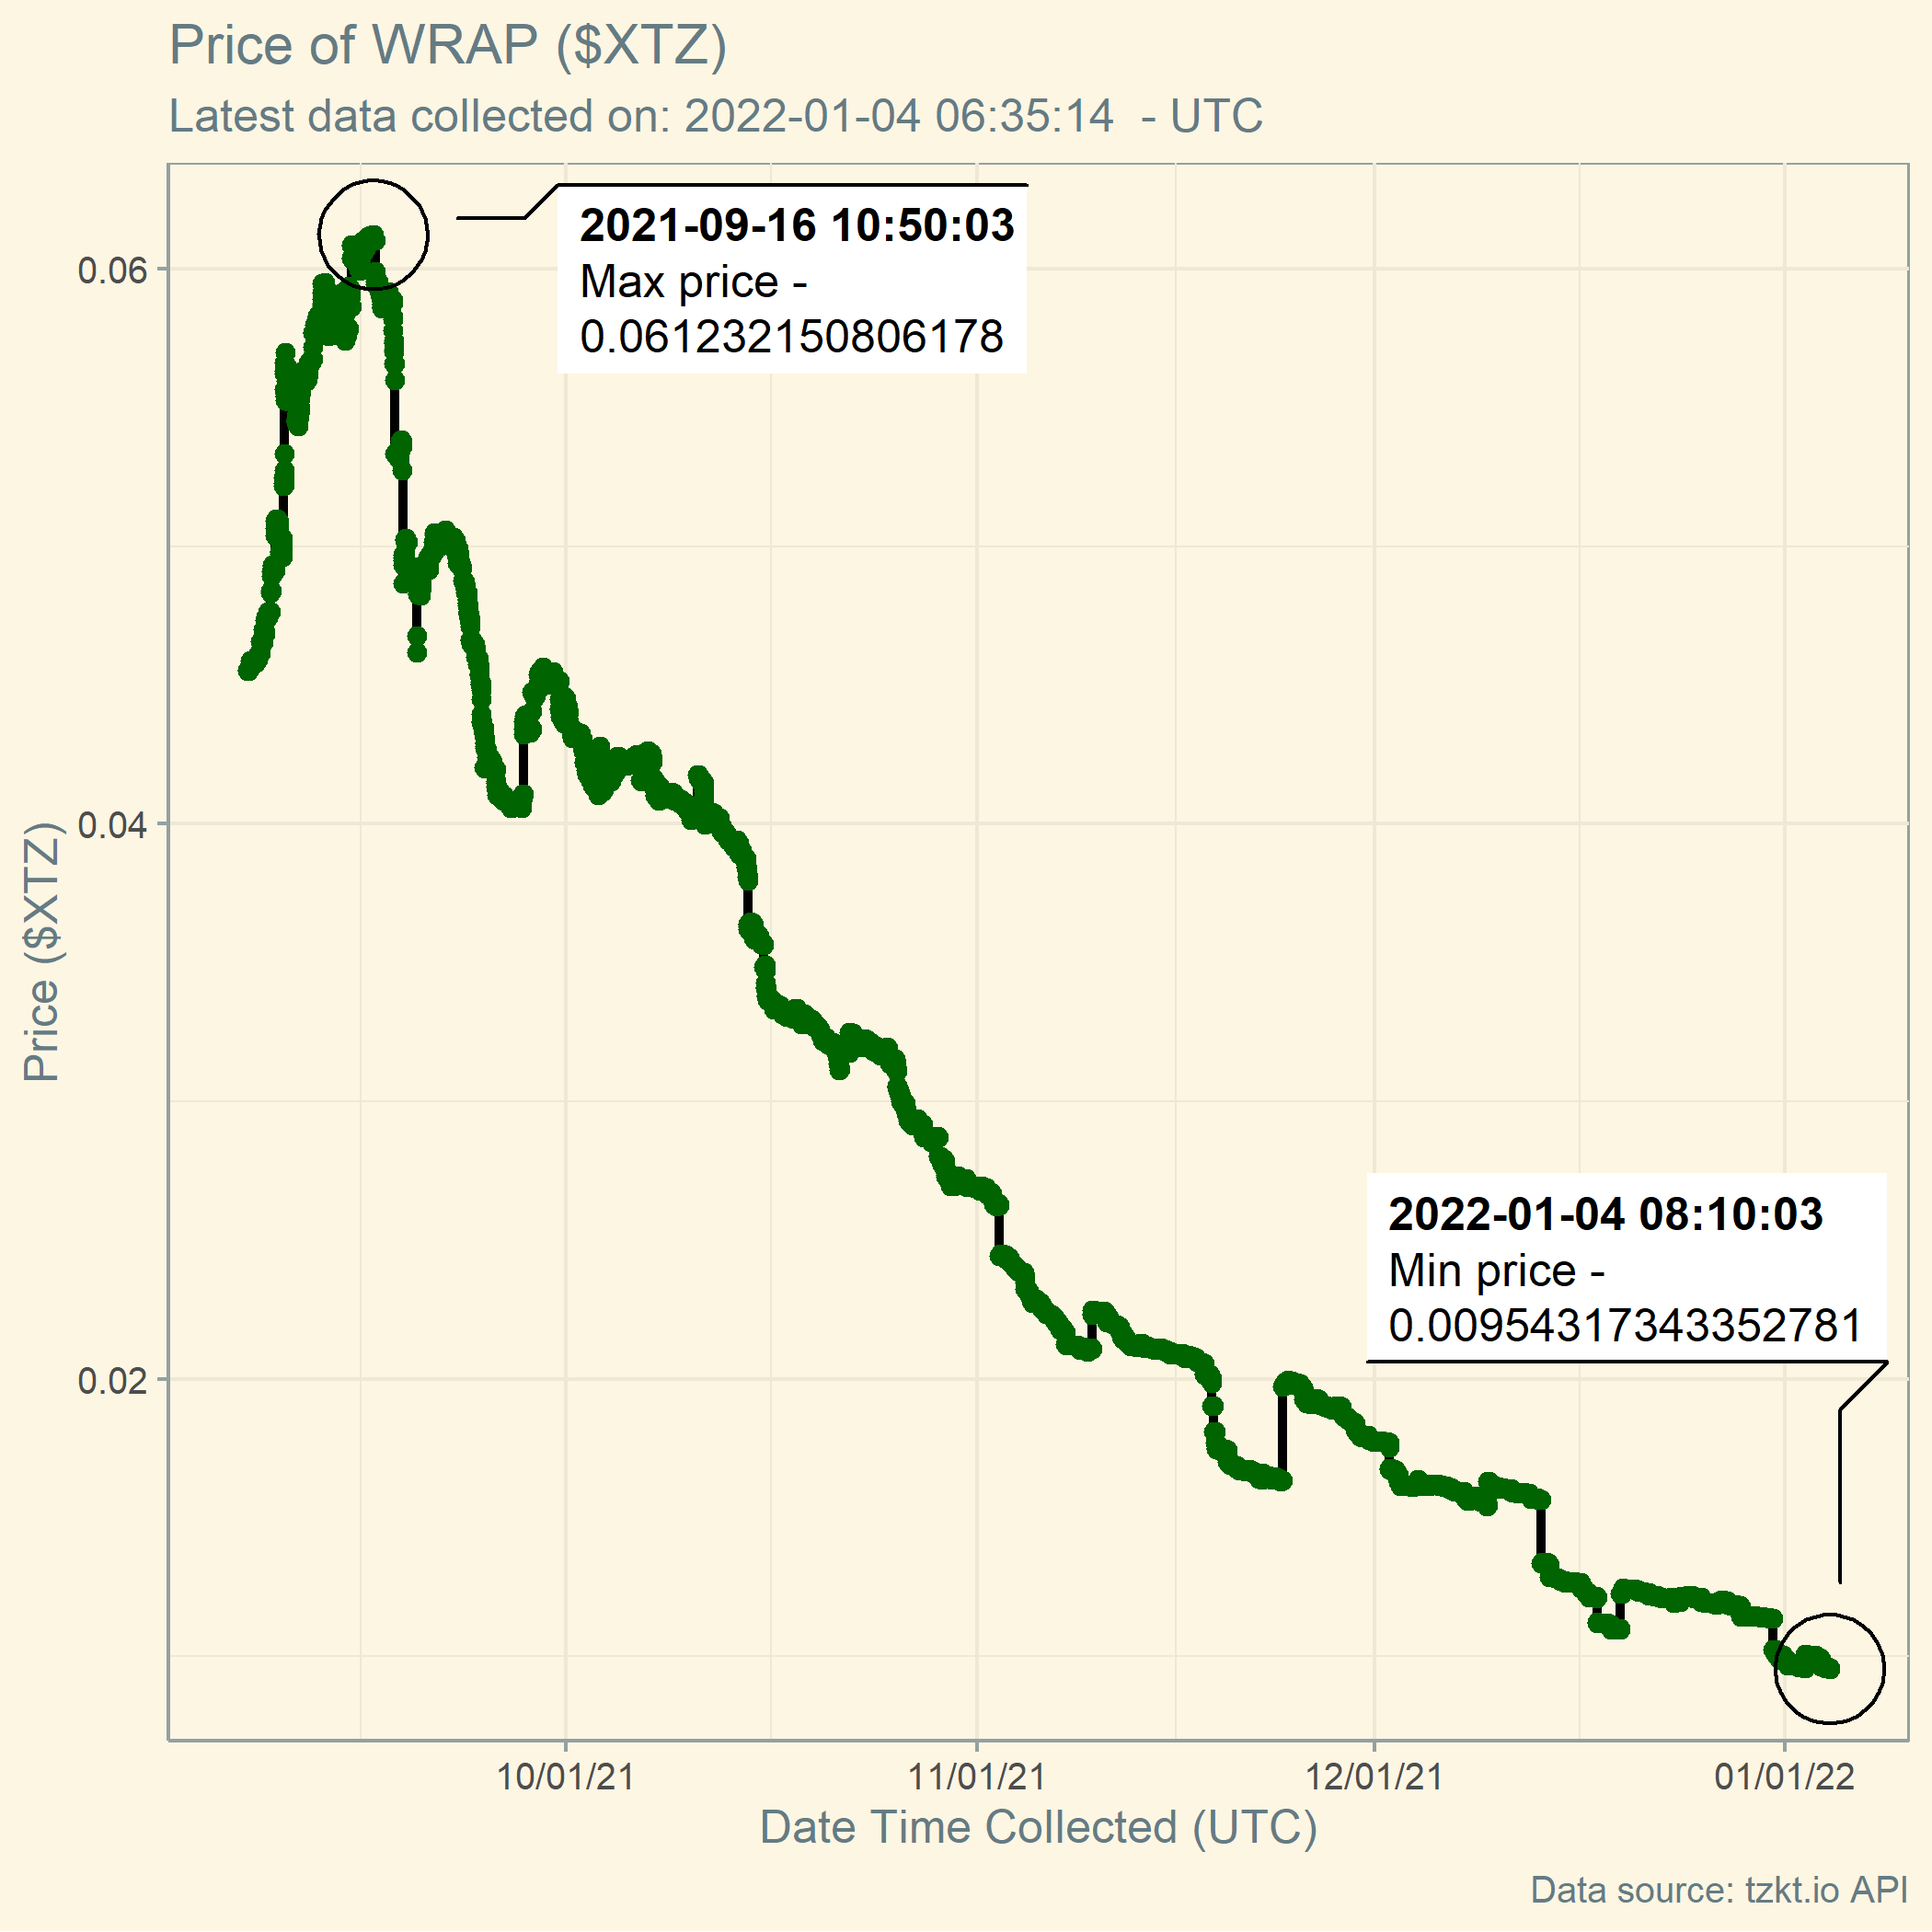 Price of WRAP ($XTZ)
Latest data collected on: 2022-01-04 06:35:14  - UTC
2021-09-16 10:50:03
Max price -
0.061232150806178
0.06
0.04
0.02
Price ($XTZ)
2022-01-04 08:10:03
Min price -
0.00954317343352781
10/01/21
11/01/21
12/01/21
01/01/22
Date Time Collected (UTC)
Data source: tzkt.io API